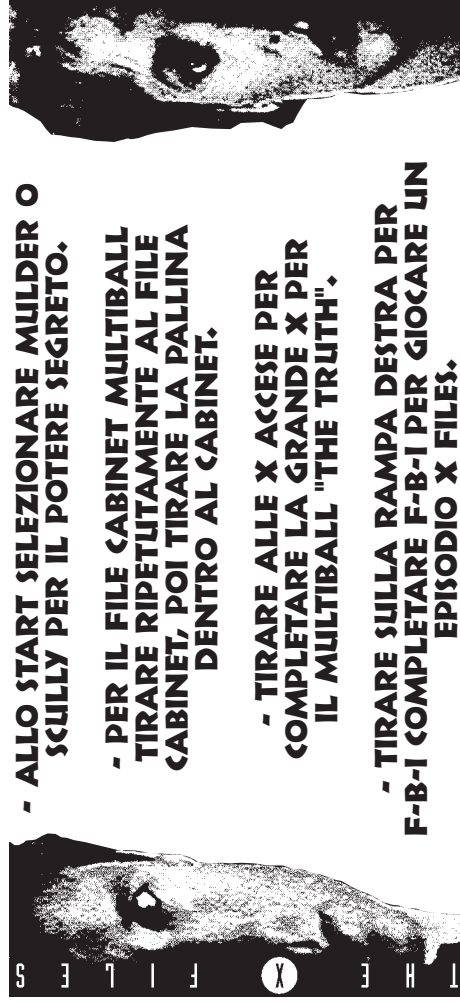 - ALLO START SELEZIONARE MULDER O
SCULLY PER IL POTERE SEGRETO.
- PER IL FILE CABINET MULTIBALL
TIRARE RIPETUTAMENTE AL FILE
CABINET, POI TIRARE LA PALLINA
DENTRO AL CABINET.
- TIRARE ALLE X ACCESE PER
COMPLETARE LA GRANDE X PER
IL MULTIBALL "THE TRUTH".
- TIRARE SULLA RAMPA DESTRA PER
F-B-I COMPLETARE F-B-I PER GIOCARE UN
EPISODIO X FILES.
THE X FILES